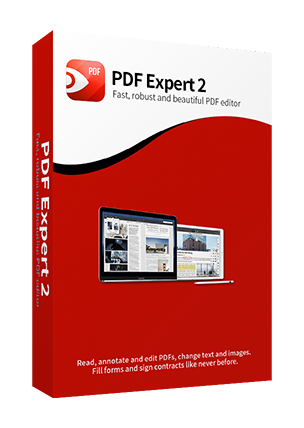 PDF
PDF Expert 2
Fast, robust and beautiful PDF editor
PDF Expert 2
Fast, robust and beautiful PDF editor
Read, annotate and edit PDFs, change text and images.
Fill forms and sign contracts like never before.